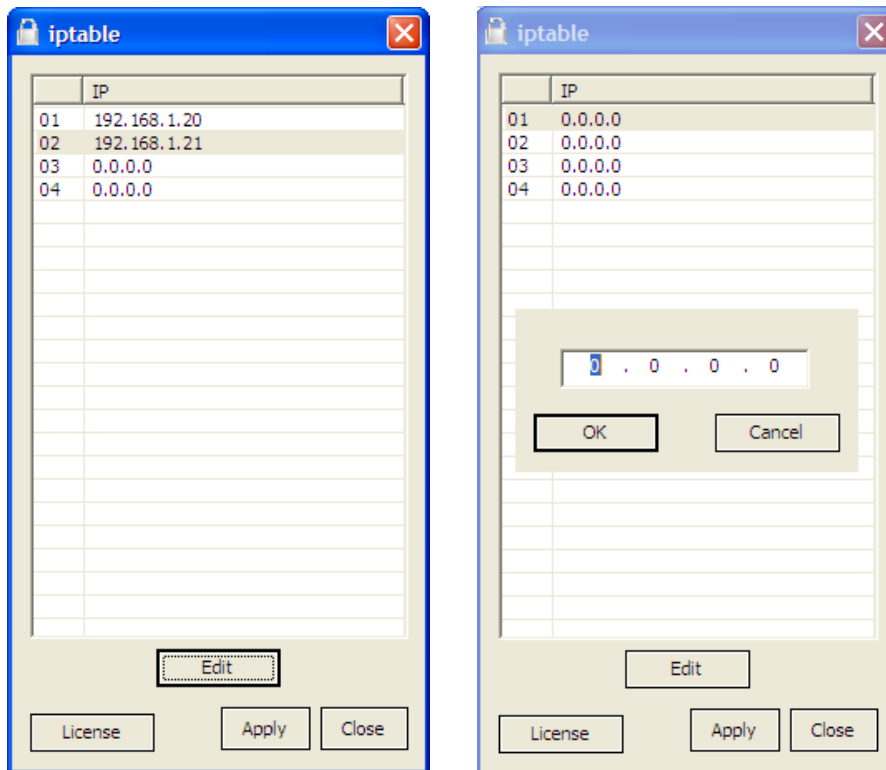 iptable
IP
01 192.168.1.20
02 192.168.1.21
03 0.0.0.0
04 0.0.0.0
Edit
License Apply Close
iptable
IP
01 0.0.0.0
02 0.0.0.0
03 0.0.0.0
04 0.0.0.0
0 . 0 . 0 . 0
OK Cancel
Edit
License Apply Close